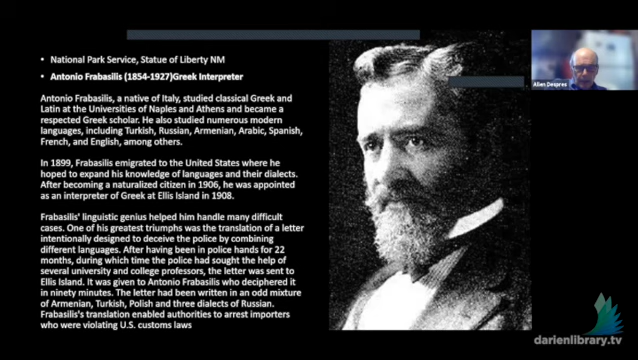 • National Park Service, Statue of Liberty NM
• Antonio Frabasilis (1854-1927)Greek Interpreter
Antonio Frabasilis, a native of Italy, studied classical Greek and
Latin at the Universities of Naples and Athens and became a
respected Greek scholar. He also studied numerous modern
languages, including Turkish, Russian, Armenian, Arabic, Spanish,
French, and English, among others.
In 1899, Frabasilis emigrated to the United States where he
hoped to expand his knowledge of languages and their dialects.
After becoming a naturalized citizen in 1906, he was appointed
as an interpreter of Greek at Ellis Island in 1908.
Frabasilis' linguistic genius helped him handle many difficult
cases. One of his greatest triumphs was the translation of a letter
intentionally designed to deceive the police by combining
different languages. After having been in police hands for 22
months, during which time the police had sought the help of
several university and college professors, the letter was sent to
Ellis Island. It was given to Antonio Frabasilis who deciphered it
in ninety minutes. The letter had been written in an odd mixture
of Armenian, Turkish, Polish and three dialects of Russian.
Frabasilis's translation enabled authorities to arrest importers
who were violating U.S. customs laws
Allen Despres
darienlibrary.tv